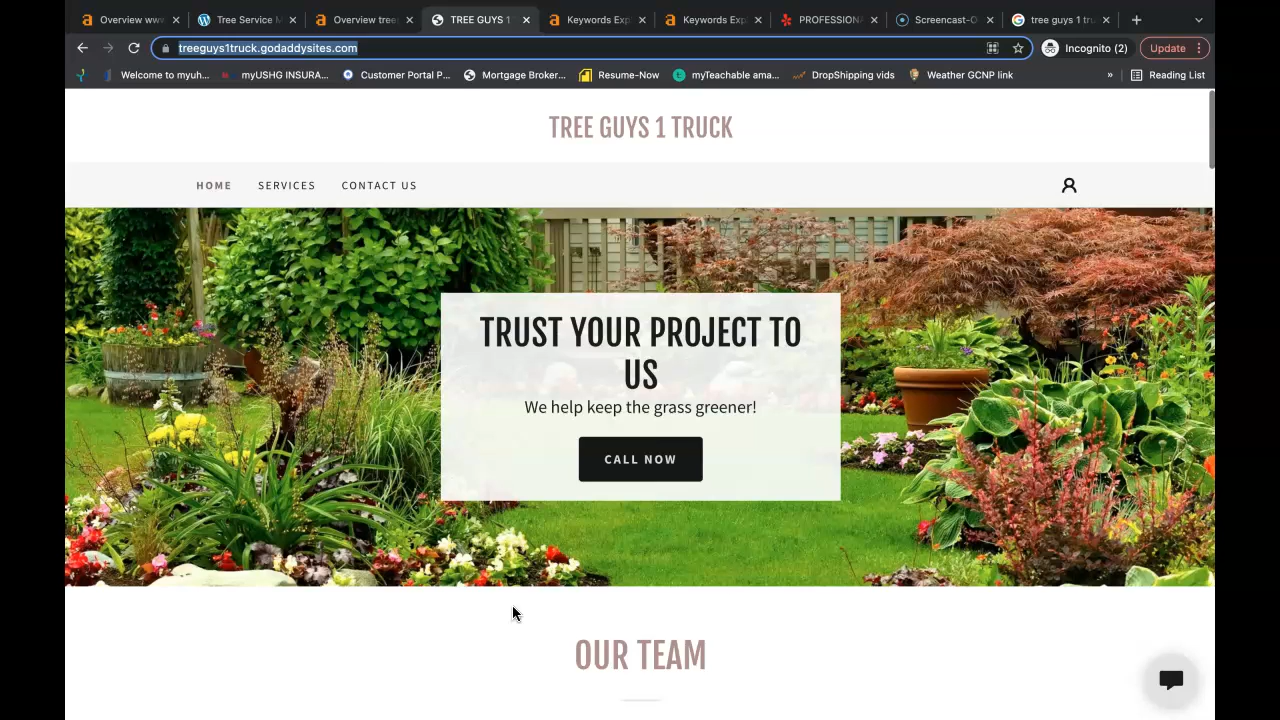 Overview www
Tree Service M
Overview tree
TREE GUYS 1
Keywords Exp
Keywords Exp
PROFESSION
Screencast-O
tree guys 1 tru
treeguys1truck.godaddysites.com
Incognito (2)
Update
Welcome to myuh...
myUSHG INSURA...
Customer Portal P...
Mortgage Broker...
Resume-Now
myTeachable ama...
DropShipping vids
Weather GCNP link
»
Reading List
TREE GUYS 1 TRUCK
HOME
SERVICES
CONTACT US
TRUST YOUR PROJECT TO
US
We help keep the grass greener!
CALL NOW
OUR TEAM